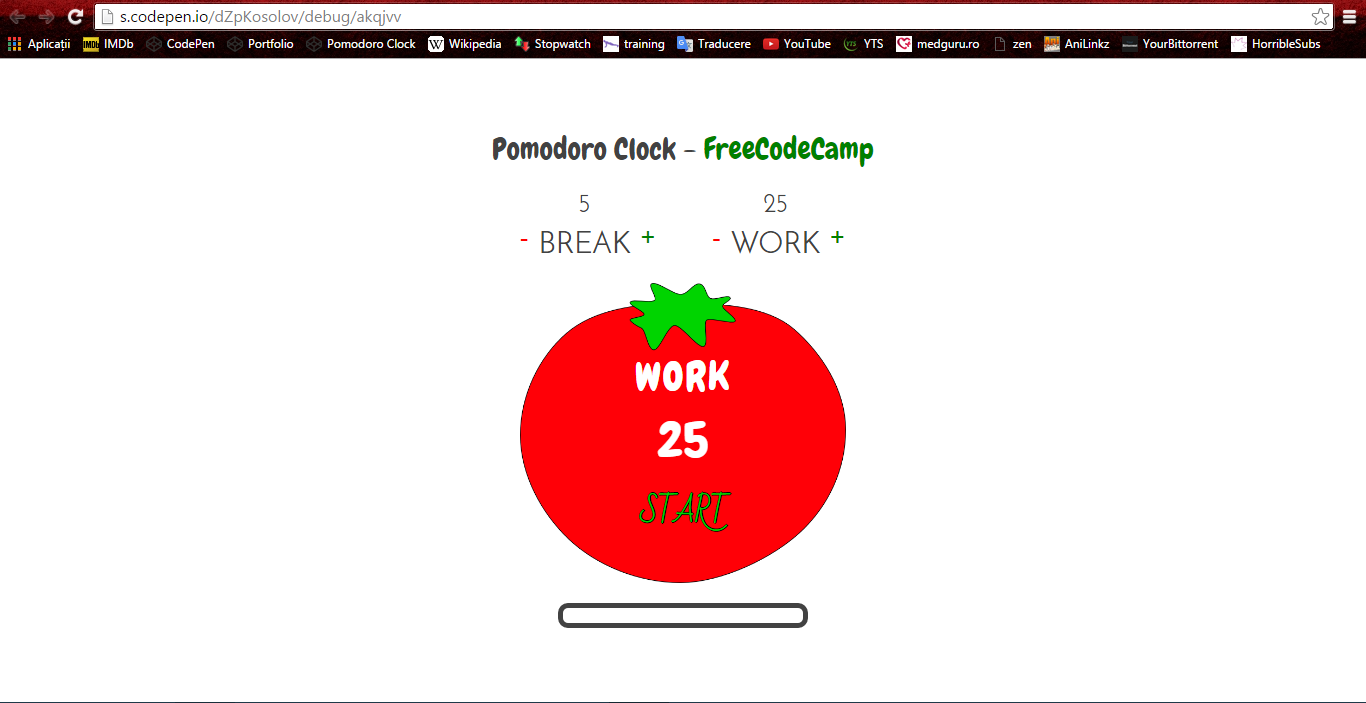 s.codepen.io/dZpKosolov/debug/akqjvv
Aplicații IMDb CodePen Portfolio Pomodoro Clock W Wikipedia Stopwatch training Traducere YouTube YTS medguru.ro zen AniLinkz YourBittorrent HorribleSubs
Pomodoro Clock - FreeCodeCamp
5 25
- BREAK + - WORK +
WORK
25
START